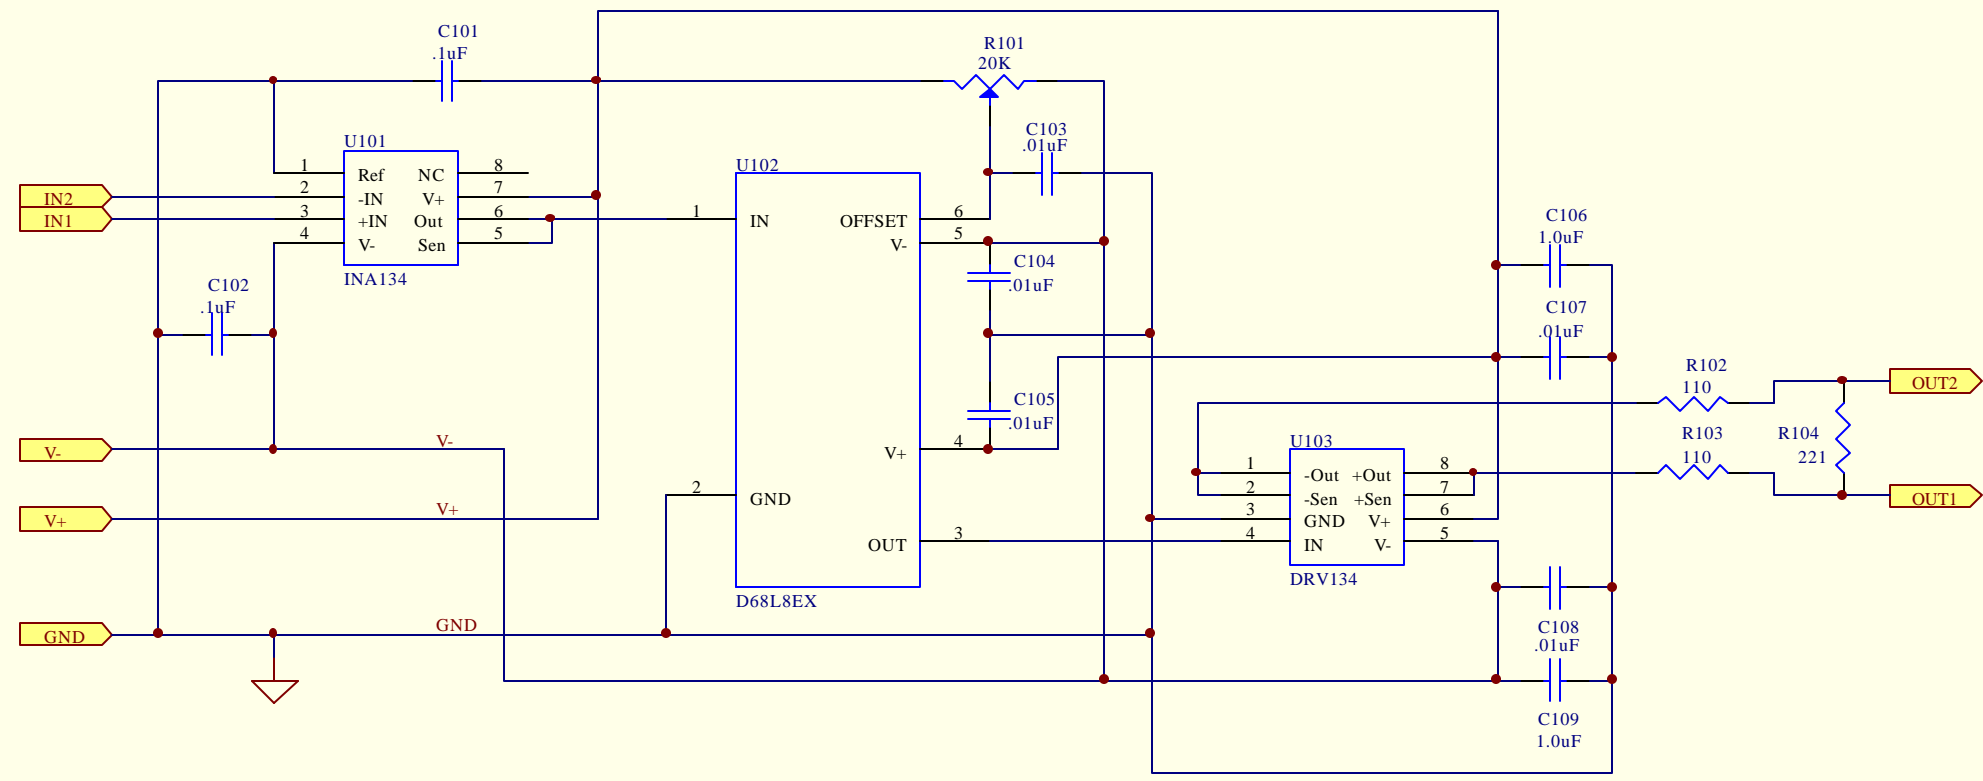 C101
.1uF
R101
20K
C103
.01uF
U101
1 Ref NC 8
2 -IN V+ 7
3 +IN Out 6
4 V- Sen 5
INA134
IN2
IN1
C102
.1uF
U102
1 IN OFFSET 6
V- 5
C104
.01uF
C105
.01uF
V+ 4
2 GND
OUT 3
D68L8EX
C106
1.0uF
C107
.01uF
R102
110
R103
110
R104
221
OUT2
OUT1
U103
1 -Out +Out 8
2 -Sen +Sen 7
3 GND V+ 6
4 IN V- 5
DRV134
V- V-
V+ V+
GND GND
C108
.01uF
C109
1.0uF